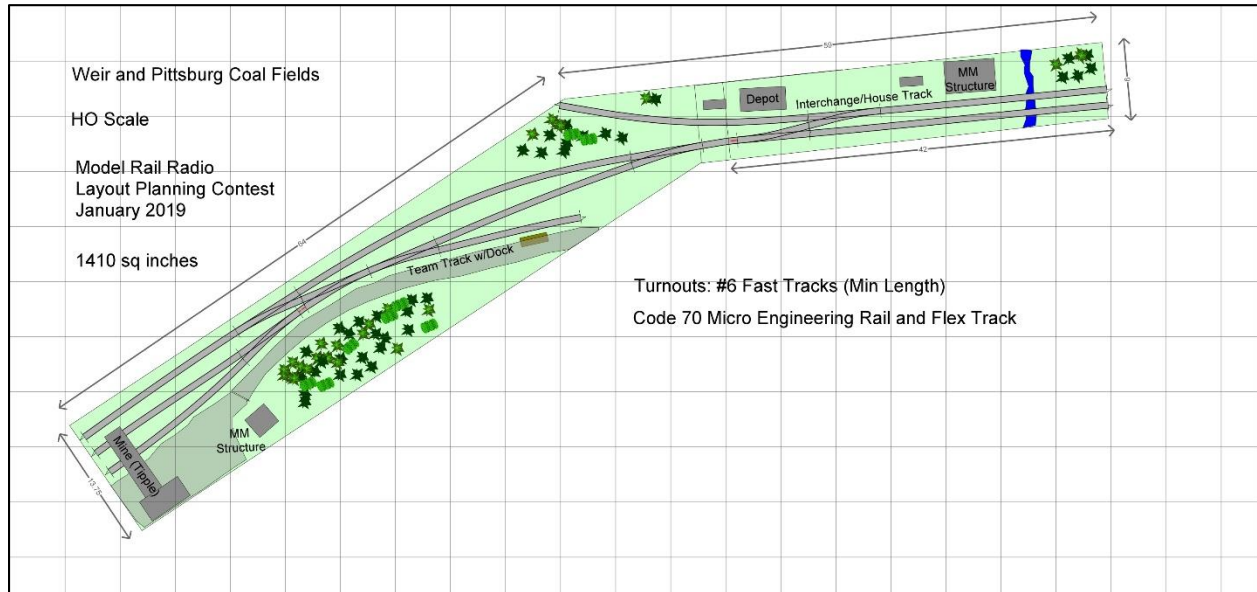 Weir and Pittsburg Coal Fields
HO Scale
Model Rail Radio
Layout Planning Contest
January 2019
1410 sq inches
59
MM
Structure
Depot
Interchange/House Track
42
64
Team Track w/Dock
Turnouts: #6 Fast Tracks (Min Length)
Code 70 Micro Engineering Rail and Flex Track
MM
Structure
Mine (Tipple)
13.75